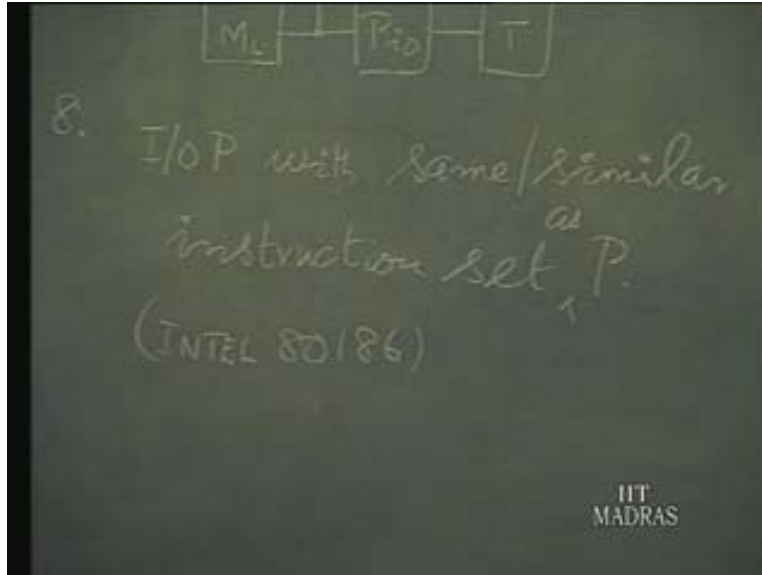 ML Pio T
8. I/OP with same/similar
as
instruction set ‸ P.
(INTEL 80186)
IIT
MADRAS